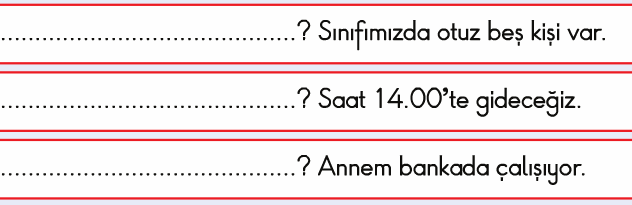 ..........................................? Sınıfımızda otuz beş kişi var.
..........................................? Saat 14.00’te gideceğiz.
..........................................? Annem bankada çalışıyor.